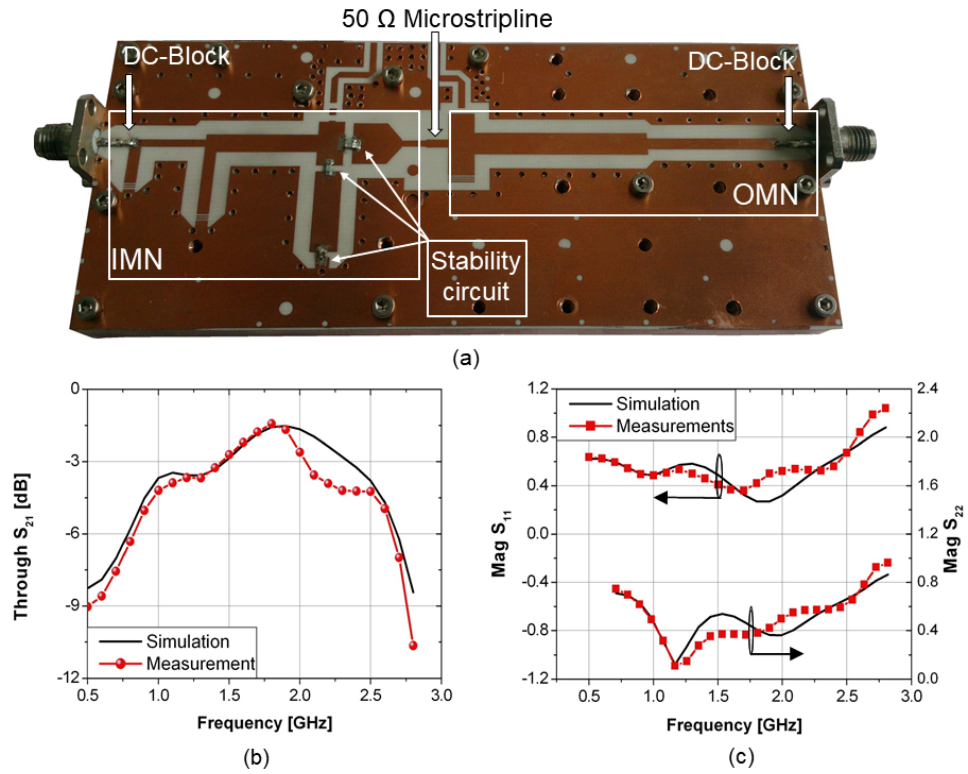 50 Ω Microstripline
DC-Block
DC-Block
IMN
OMN
Stability
circuit
(a)
0
-3
-6
-9
-12
Through S21 [dB]
Simulation
Measurement
0.5 1.0 1.5 2.0 2.5 3.0
Frequency [GHz]
(b)
1.2
0.8
0.4
0.0
-0.4
-0.8
-1.2
Mag S11
Simulation
Measurements
2.4
2.0
1.6
1.2
0.8
0.4
0.0
Mag S22
0.5 1.0 1.5 2.0 2.5 3.0
Frequency [GHz]
(c)